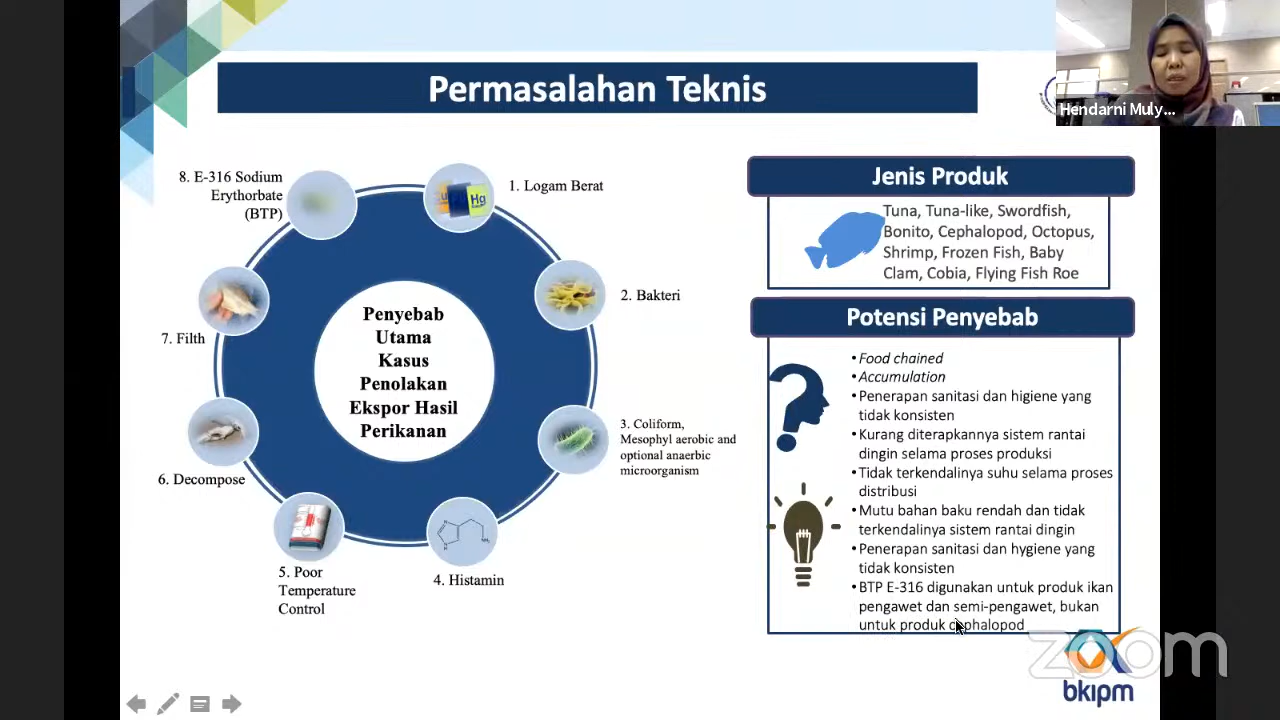 Permasalahan Teknis
Hendarni Muly...
8. E-316 Sodium
Erythorbate
(BTP)
1. Logam Berat
Hg
2. Bakteri
3. Coliform,
Mesophyl aerobic and
optional anaerbic
microorganism
4. Histamin
5. Poor
Temperature
Control
6. Decompose
7. Filth
Penyebab
Utama
Kasus
Penolakan
Ekspor Hasil
Perikanan
Jenis Produk
Tuna, Tuna-like, Swordfish,
Bonito, Cephalopod, Octopus,
Shrimp, Frozen Fish, Baby
Clam, Cobia, Flying Fish Roe
Potensi Penyebab
• Food chained
• Accumulation
• Penerapan sanitasi dan higiene yang
tidak konsisten
• Kurang diterapkannya sistem rantai
dingin selama proses produksi
• Tidak terkendalinya suhu selama proses
distribusi
• Mutu bahan baku rendah dan tidak
terkendalinya sistem rantai dingin
• Penerapan sanitasi dan hygiene yang
tidak konsisten
• BTP E-316 digunakan untuk produk ikan
pengawet dan semi-pengawet, bukan
untuk produk cephalopod
zoom
bkipm